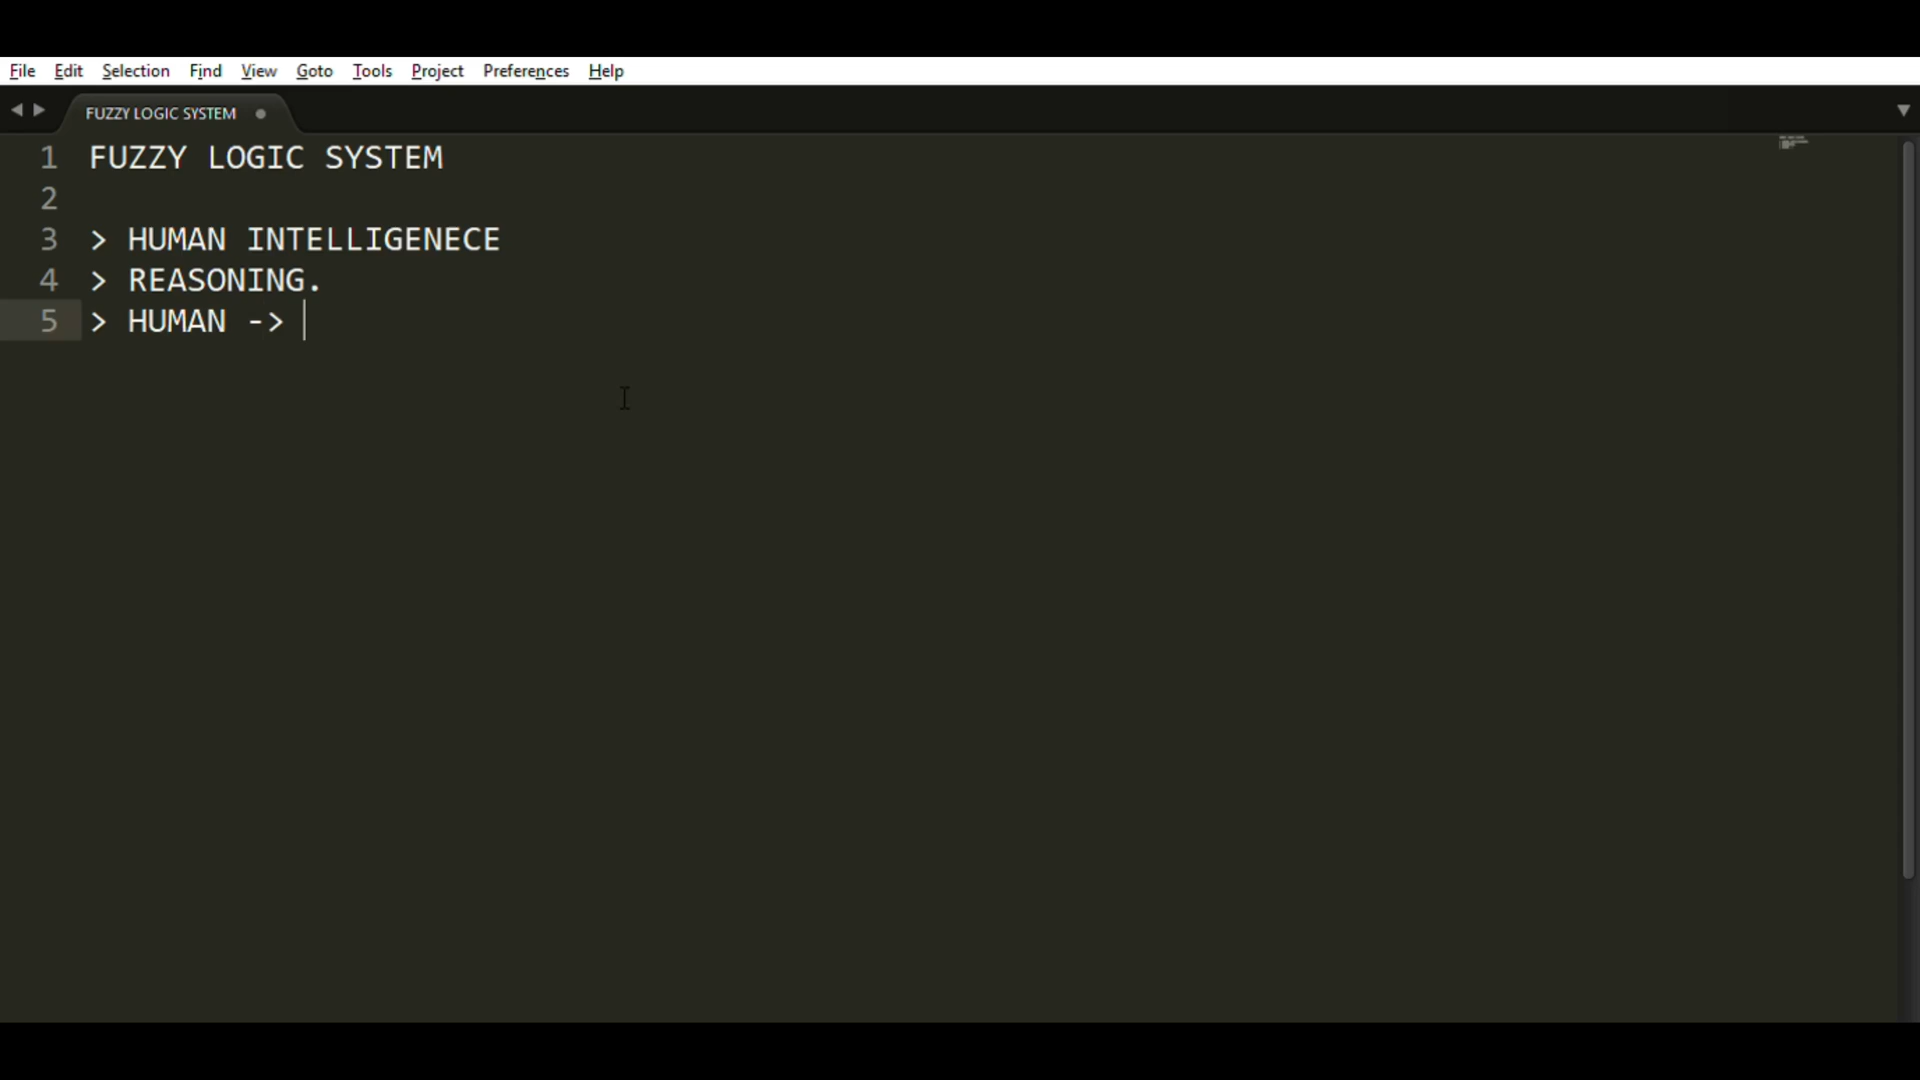 File Edit Selection Find View Goto Tools Project Preferences Help
FUZZY LOGIC SYSTEM
1 FUZZY LOGIC SYSTEM
2
3 > HUMAN INTELLIGENECE
4 > REASONING.
5 > HUMAN ->